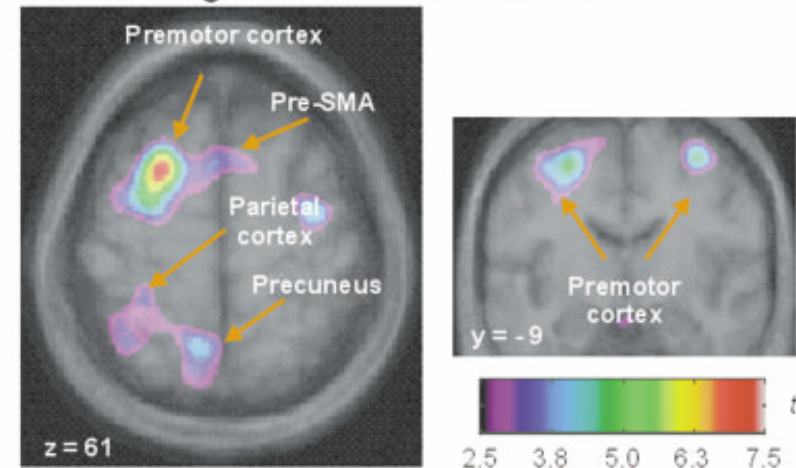 Premotor cortex
Pre-SMA
Parietal
cortex
Precuneus
z = 61
Premotor
cortex
y = -9
t
2.5 3.8 5.0 6.3 7.5